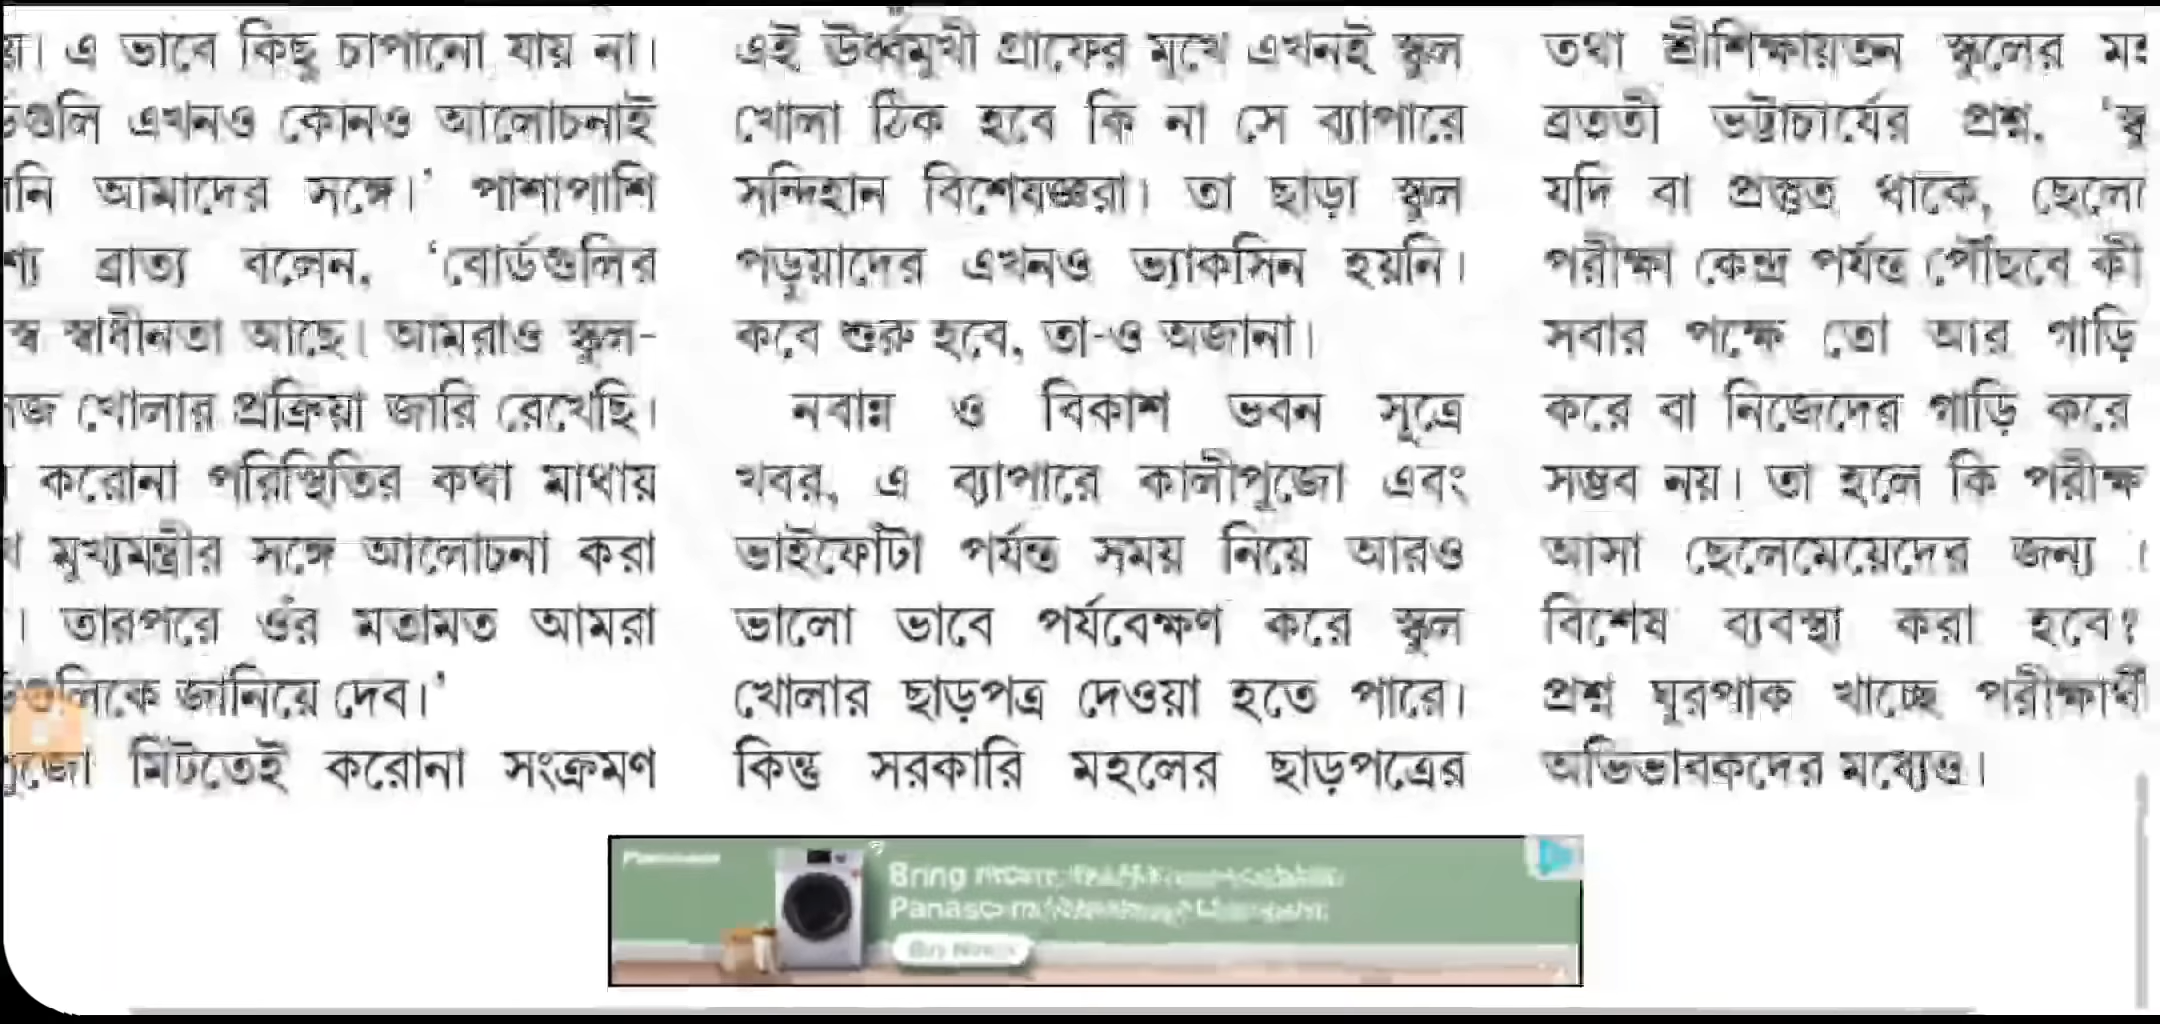 এ ভাবে কিছু চাপানো যায় না।
এখনও কোনও আলোচনাই
আমাদের সঙ্গে।' পাশাপাশি
ব্রাত্য বলেন, 'বোর্ডগুলির
স্বাধীনতা আছে। আমরাও স্কুল-
খোলার প্রক্রিয়া জারি রেখেছি।
করোনা পরিস্থিতির কথা মাথায়
মুখ্যমন্ত্রীর সঙ্গে আলোচনা করা
। তারপরে ওঁর মতামত আমরা
জানিয়ে দেব।'
মিটতেই করোনা সংক্রমণ
এই ঊর্ধ্বমুখী গ্রাফের মুখে এখনই স্কুল
খোলা ঠিক হবে কি না সে ব্যাপারে
সন্দিহান বিশেষজ্ঞরা। তা ছাড়া স্কুল
পড়ুয়াদের এখনও ভ্যাকসিন হয়নি।
কবে শুরু হবে, তা-ও অজানা।
নবান্ন ও বিকাশ ভবন সূত্রে
খবর, এ ব্যাপারে কালীপুজো এবং
ভাইফোঁটা পর্যন্ত সময় নিয়ে আরও
ভালো ভাবে পর্যবেক্ষণ করে স্কুল
খোলার ছাড়পত্র দেওয়া হতে পারে।
কিন্তু সরকারি মহলের ছাড়পত্রের
তথা শ্রীশিক্ষায়তন স্কুলের
ব্রততী ভট্টাচার্যের প্রশ্ন, '
যদি বা প্রস্তুত থাকে,
পরীক্ষা কেন্দ্র পর্যন্ত পৌঁছবে কী
সবার পক্ষে তো আর গাড়ি
করে বা নিজেদের গাড়ি করে
সম্ভব নয়। তা হলে কি
আসা ছেলেমেয়েদের জন্য
বিশেষ ব্যবস্থা করা হবে?
প্রশ্ন ঘুরপাক খাচ্ছে
অভিভাবকদের মধ্যেও।
Bring
Buy Now